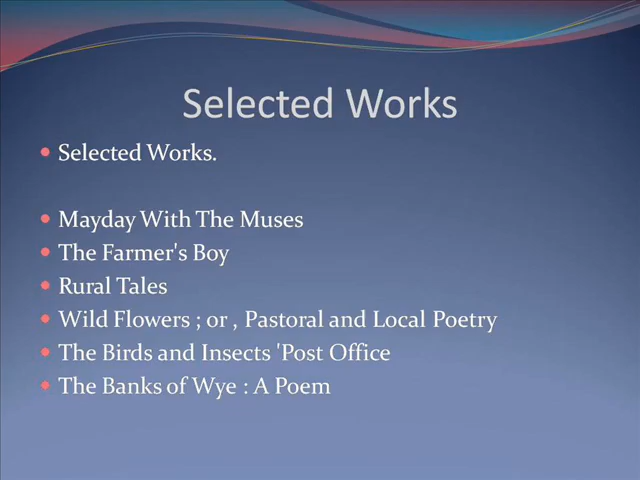 Selected Works
Selected Works.
Mayday With The Muses
The Farmer's Boy
Rural Tales
Wild Flowers ; or , Pastoral and Local Poetry
The Birds and Insects 'Post Office
The Banks of Wye : A Poem